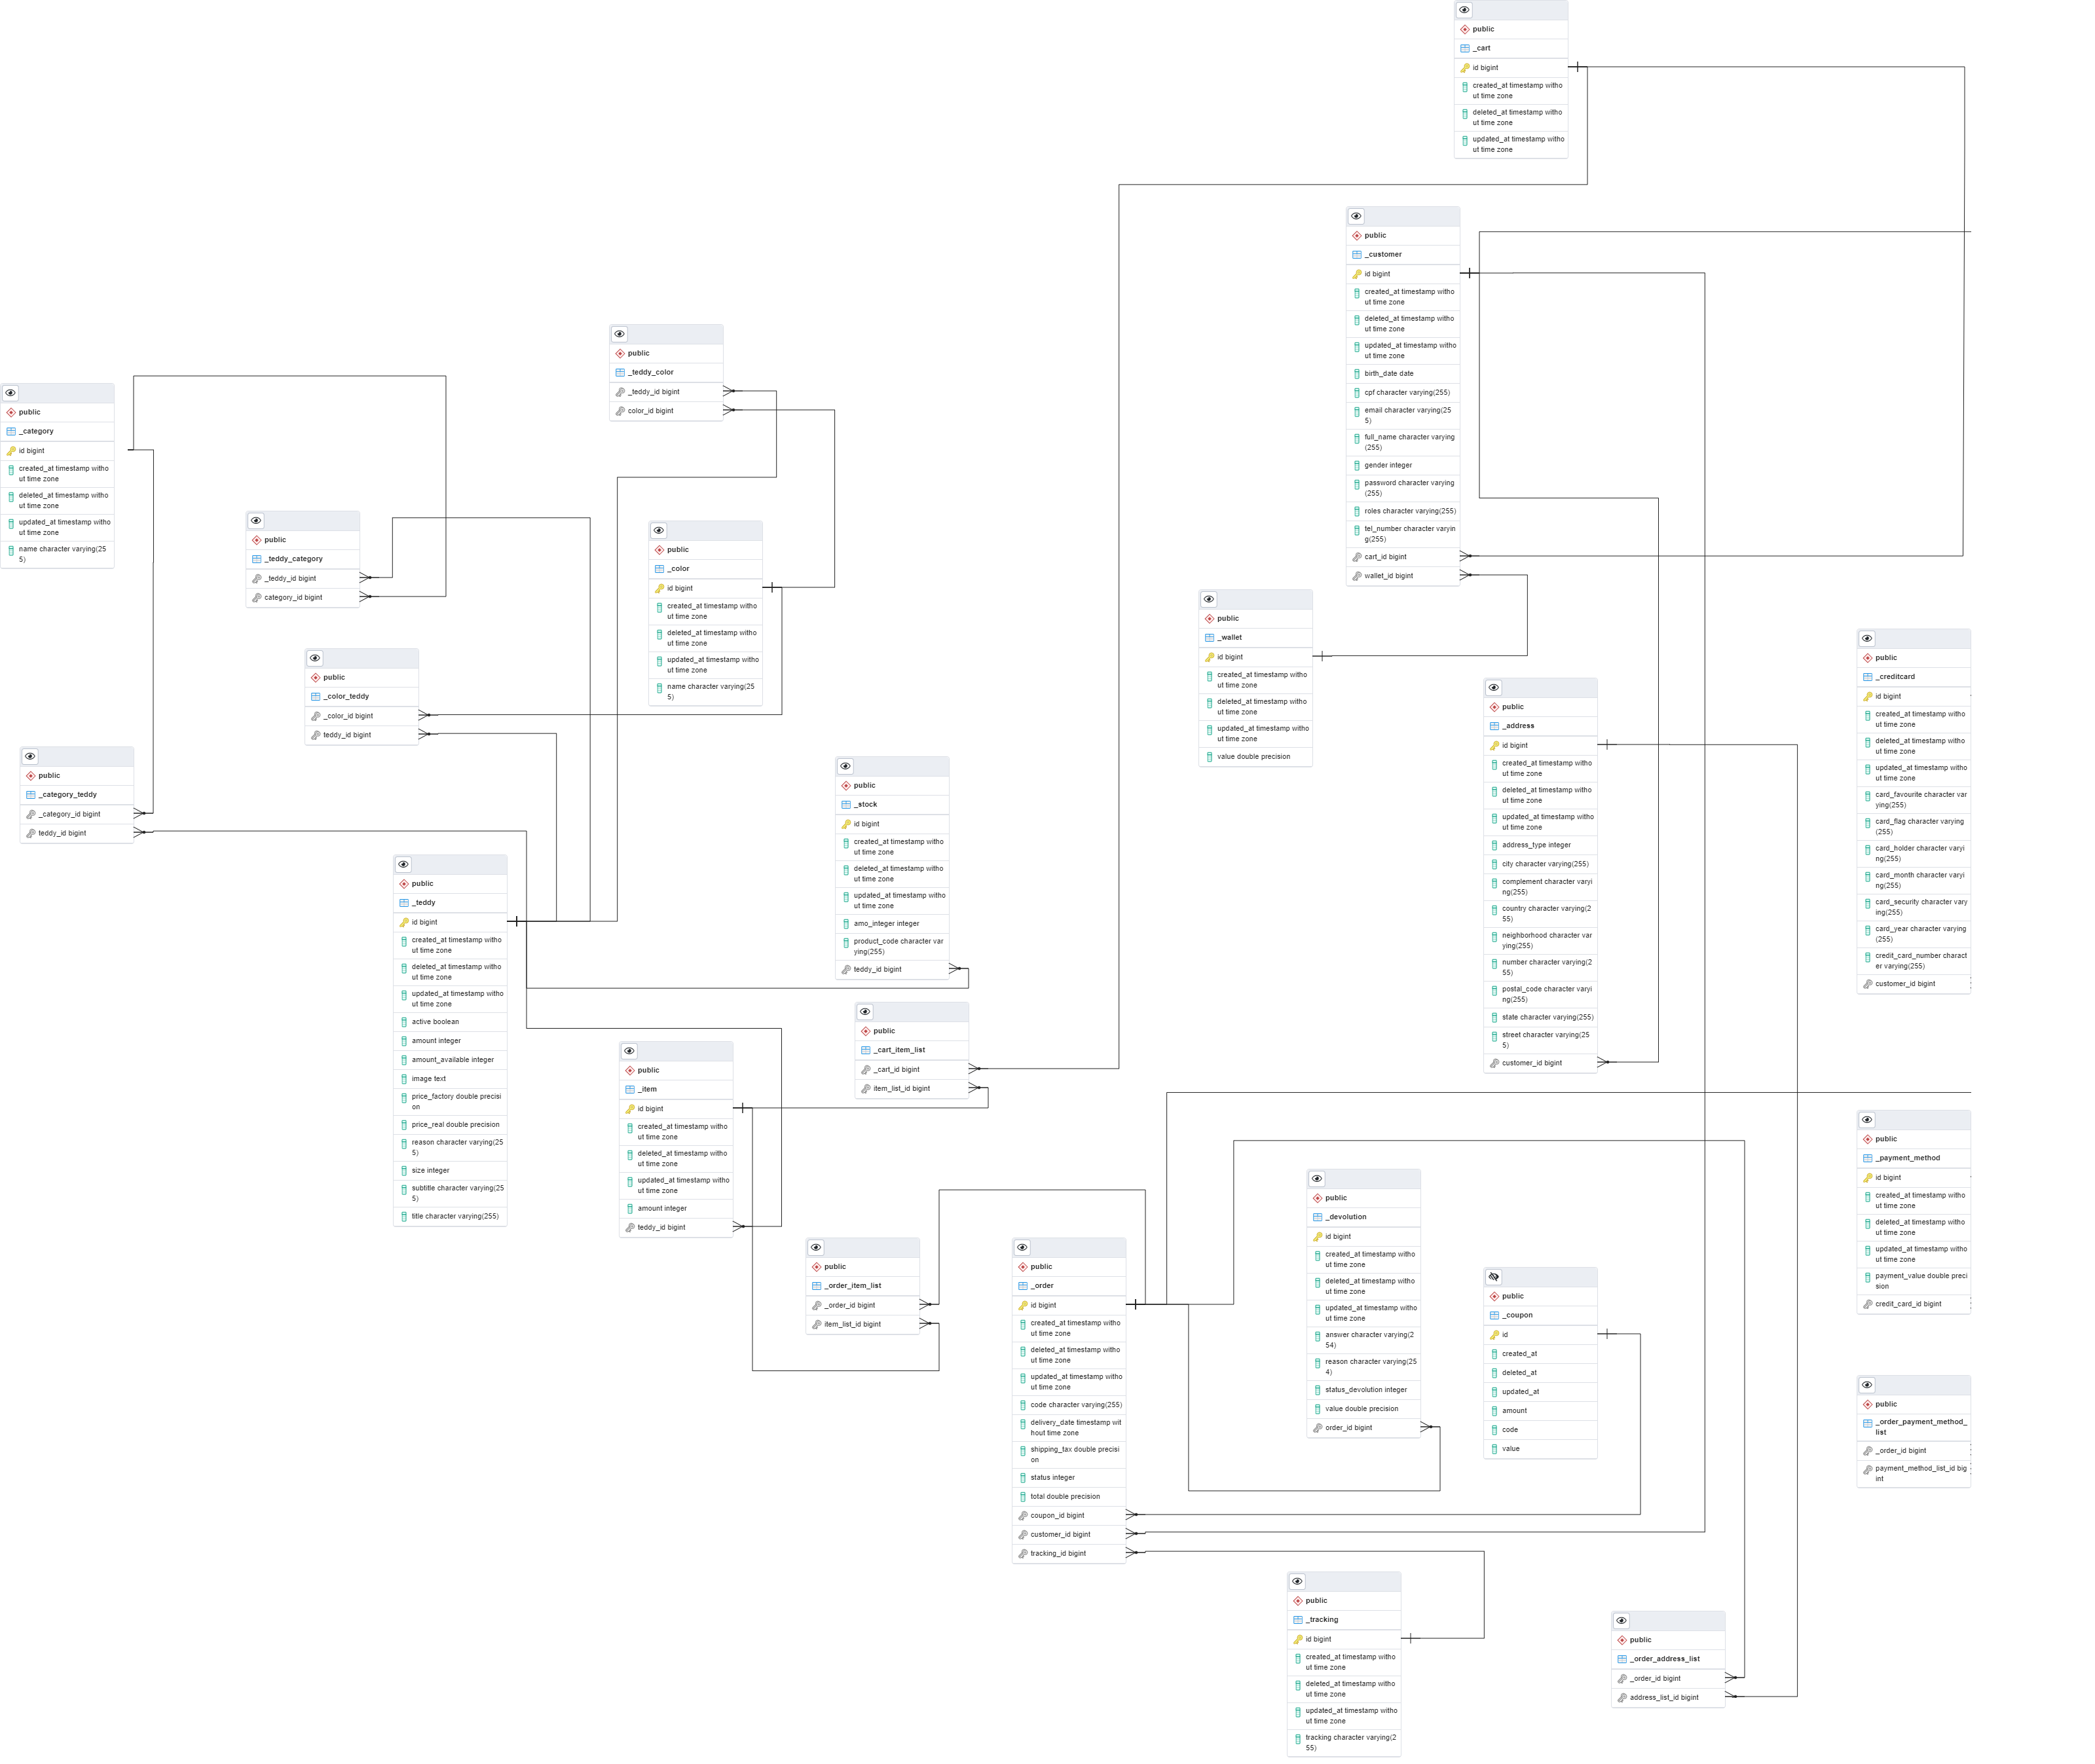 public
_cart
id bigint
created_at timestamp witho
ut time zone
deleted_at timestamp witho
ut time zone
updated_at timestamp witho
ut time zone
public
_customer
id bigint
created_at timestamp witho
ut time zone
deleted_at timestamp witho
ut time zone
updated_at timestamp witho
ut time zone
birth_date date
cpf character varying(255)
email character varying(25
5)
full_name character varying
(255)
gender integer
password character varying
(255)
roles character varying(255)
tel_number character varyin
g(255)
cart_id bigint
wallet_id bigint
public
_teddy_color
_teddy_id bigint
color_id bigint
public
_category
id bigint
created_at timestamp witho
ut time zone
deleted_at timestamp witho
ut time zone
updated_at timestamp witho
ut time zone
name character varying(25
5)
public
_teddy_category
_teddy_id bigint
category_id bigint
public
_color
id bigint
created_at timestamp witho
ut time zone
deleted_at timestamp witho
ut time zone
updated_at timestamp witho
ut time zone
name character varying(25
5)
public
_wallet
id bigint
created_at timestamp witho
ut time zone
deleted_at timestamp witho
ut time zone
updated_at timestamp witho
ut time zone
value double precision
public
_creditcard
id bigint
created_at timestamp witho
ut time zone
deleted_at timestamp witho
ut time zone
updated_at timestamp witho
ut time zone
card_favourite character var
ying(255)
card_flag character varying
(255)
card_holder character varyi
ng(255)
card_month character varyi
ng(255)
card_security character vary
ing(255)
card_year character varying
(255)
credit_card_number charact
er varying(255)
customer_id bigint
public
_color_teddy
_color_id bigint
teddy_id bigint
public
_address
id bigint
created_at timestamp witho
ut time zone
deleted_at timestamp witho
ut time zone
updated_at timestamp witho
ut time zone
address_type integer
city character varying(255)
complement character varyi
ng(255)
country character varying(2
55)
neighborhood character var
ying(255)
number character varying(2
55)
postal_code character varyi
ng(255)
state character varying(255)
street character varying(25
5)
customer_id bigint
public
_category_teddy
_category_id bigint
teddy_id bigint
public
_stock
id bigint
created_at timestamp witho
ut time zone
deleted_at timestamp witho
ut time zone
updated_at timestamp witho
ut time zone
amo_integer integer
product_code character var
ying(255)
teddy_id bigint
public
_teddy
id bigint
created_at timestamp witho
ut time zone
deleted_at timestamp witho
ut time zone
updated_at timestamp witho
ut time zone
active boolean
amount integer
amount_available integer
image text
price_factory double precisi
on
price_real double precision
reason character varying(25
5)
size integer
subtitle character varying(25
5)
title character varying(255)
public
_cart_item_list
_cart_id bigint
item_list_id bigint
public
_item
id bigint
created_at timestamp witho
ut time zone
deleted_at timestamp witho
ut time zone
updated_at timestamp witho
ut time zone
amount integer
teddy_id bigint
public
_payment_method
id bigint
created_at timestamp witho
ut time zone
deleted_at timestamp witho
ut time zone
updated_at timestamp witho
ut time zone
payment_value double preci
sion
credit_card_id bigint
public
_devolution
id bigint
created_at timestamp witho
ut time zone
deleted_at timestamp witho
ut time zone
updated_at timestamp witho
ut time zone
answer character varying(2
54)
reason character varying(25
4)
status_devolution integer
value double precision
order_id bigint
public
_order_item_list
_order_id bigint
item_list_id bigint
public
_order
id bigint
created_at timestamp witho
ut time zone
deleted_at timestamp witho
ut time zone
updated_at timestamp witho
ut time zone
code character varying(255)
delivery_date timestamp wit
hout time zone
shipping_tax double precisi
on
status integer
total double precision
coupon_id bigint
customer_id bigint
tracking_id bigint
public
_coupon
id
created_at
deleted_at
updated_at
amount
code
value
public
_order_payment_method_
list
_order_id bigint
payment_method_list_id big
int
public
_tracking
id bigint
created_at timestamp witho
ut time zone
deleted_at timestamp witho
ut time zone
updated_at timestamp witho
ut time zone
tracking character varying(2
55)
public
_order_address_list
_order_id bigint
address_list_id bigint